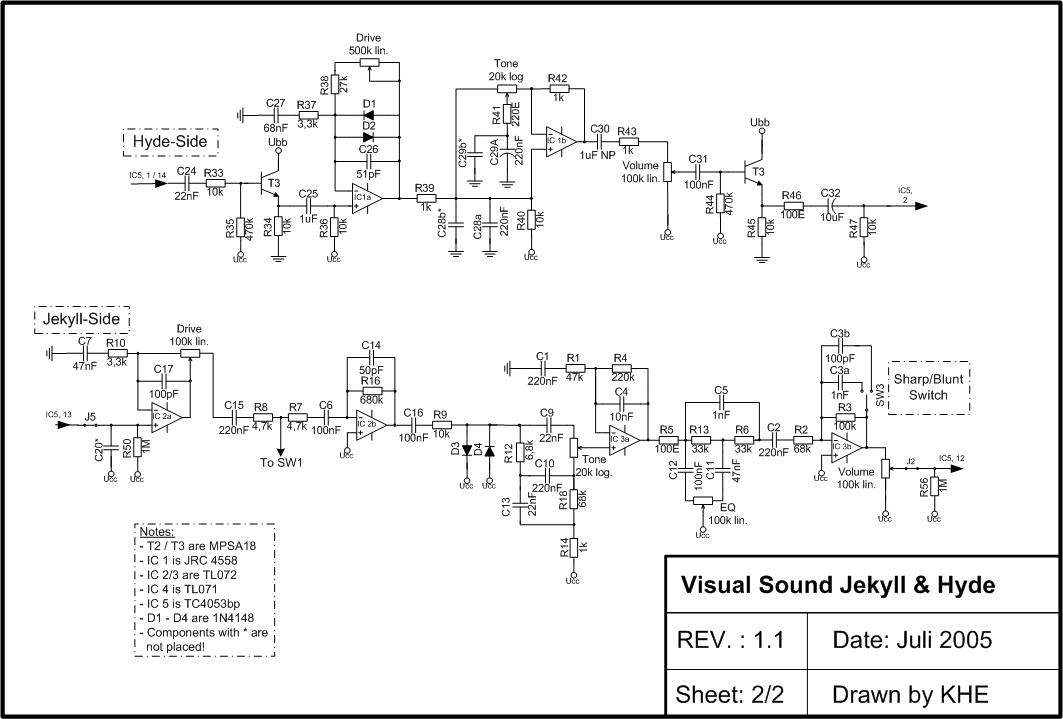 Drive
500k lin.
R38
27k
Tone
20k log
R42
1k
C27
68nF
R37
3,3k
D1
D2
R41
220E
Hyde-Side
Ubb
C29b*
C29A
220nF
IC 1b
C30
1uF NP
R43
1k
Ubb
C26
51pF
IC5, 1 / 14
C24
22nF
R33
10k
T3
IC1a
R39
1k
Volume
100k lin.
C31
100nF
T3
C25
1uF
R46
100E
C32
10uF
IC5,
2
R35
470k
R34
10k
R36
10k
C28b*
C28a
220nF
R40
10k
R44
470k
R45
10k
R47
10k
Ucc
Ucc
Ucc
Ucc
Ucc
Ucc
Jekyll-Side
Drive
100k lin.
C7
47nF
R10
3,3k
C17
100pF
IC5, 13
J5
IC 2a
C20*
R50
1M
Ucc
Ucc
C15
220nF
R8
4,7k
R7
4,7k
To SW1
C6
100nF
C14
50pF
R16
680k
IC 2b
Ucc
C16
100nF
R9
10k
D3
D4
Ucc
Ucc
R12
6,8k
C9
22nF
C10
220nF
C13
22nF
Tone
20k log.
R18
68k
R14
1k
Ucc
C1
220nF
R1
47k
R4
220k
C4
10nF
IC 3a
R5
100E
C5
1nF
R13
33k
R6
33k
C12
100nF
C11
47nF
EQ
100k lin.
Ucc
C2
220nF
R2
68k
C3b
100pF
C3a
1nF
R3
100k
IC 3b
Ucc
SW3
Sharp/Blunt
Switch
Volume
100k lin.
J2
IC5, 12
R56
1M
Ucc
Ucc
Notes:
- T2 / T3 are MPSA18
- IC 1 is JRC 4558
- IC 2/3 are TL072
- IC 4 is TL071
- IC 5 is TC4053bp
- D1 - D4 are 1N4148
- Components with * are
not placed!
Visual Sound Jekyll & Hyde
REV. : 1.1
Date: Juli 2005
Sheet: 2/2
Drawn by KHE